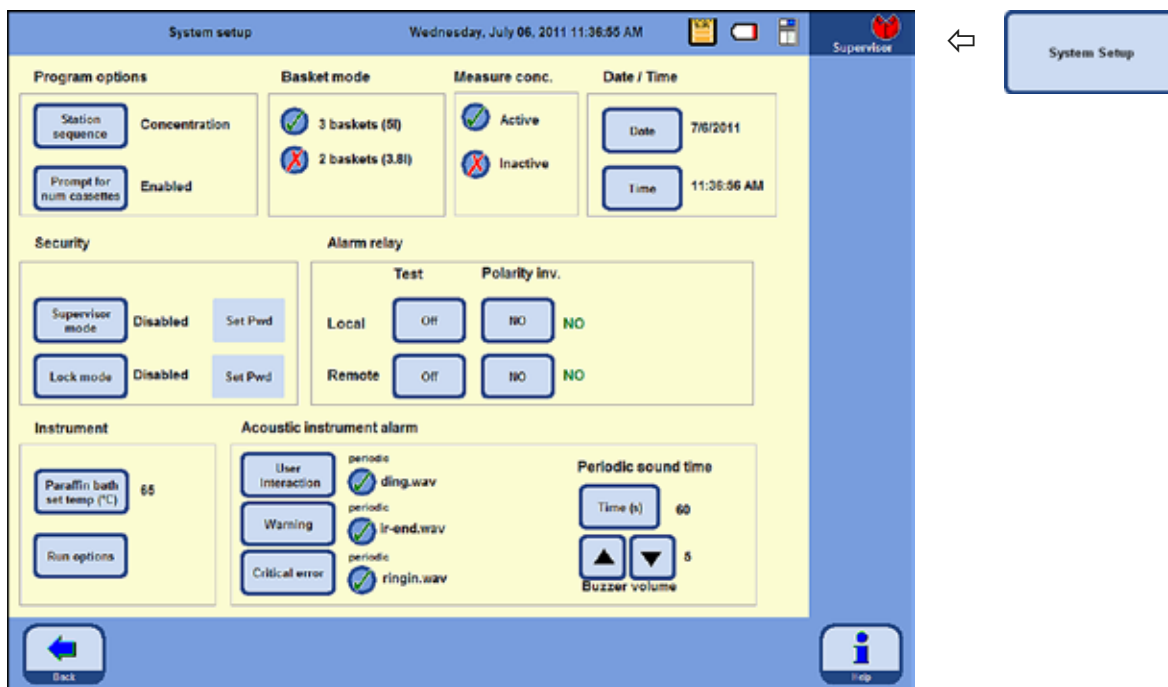 System setup
Wednesday, July 06, 2011 11:36:55 AM
Supervisor
System Setup
Program options
Basket mode
Measure conc.
Date / Time
Station sequence
Concentration
Prompt for num cassettes
Enabled
3 baskets (5l)
2 baskets (3.8l)
Active
Inactive
Date
7/6/2011
Time
11:36:56 AM
Security
Alarm relay
Supervisor mode
Disabled
Set Pwd
Lock mode
Disabled
Set Pwd
Test
Polarity inv.
Local
Off
NO
NO
Remote
Off
NO
NO
Instrument
Acoustic instrument alarm
Paraffin bath set temp (°C)
65
Run options
User Interaction
periodic
ding.wav
Warning
periodic
ir-end.wav
Critical error
periodic
ringin.wav
Periodic sound time
Time (s)
60
5
Buzzer volume
Back
Help